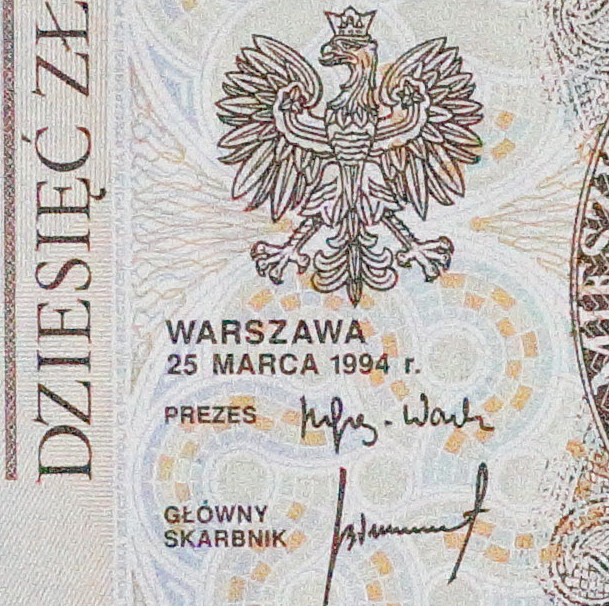 DZIESIĘĆ ZŁ
WARSZAWA
25 MARCA 1994 r.
PREZES
GŁÓWNY
SKARBNIK